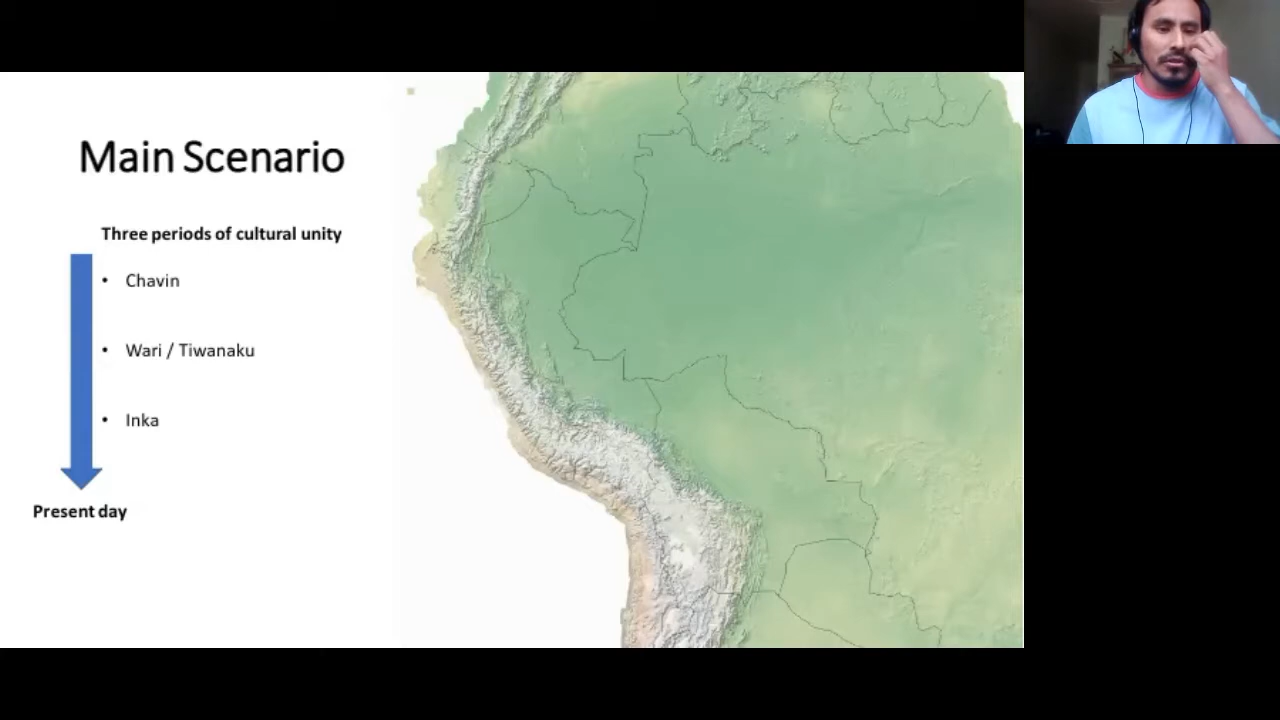 Main Scenario
Three periods of cultural unity
• Chavin
• Wari / Tiwanaku
• Inka
Present day